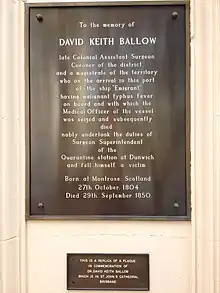 To the memory of
DAVID KEITH BALLOW
late Colonial Assistant Surgeon
Coroner of the district
and a magistrate of the territory
who on the arrival to this port
of the ship "Emigrant"
having malignant typhus fever
on board and with which the
Medical Officer of the vessel
was seized and subsequently
died
nobly undertook the duties of
Surgeon Superintendent
of the
Quarantine station at Dunwich
and fell himself a victim
Born at Montrose, Scotland
27th October 1804
Died 29th September 1850
THIS IS A REPLICA OF A PLAQUE
IN COMMEMORATION OF
DR DAVID KEITH BALLOW
WHICH IS IN ST JOHN'S CATHEDRAL
BRISBANE